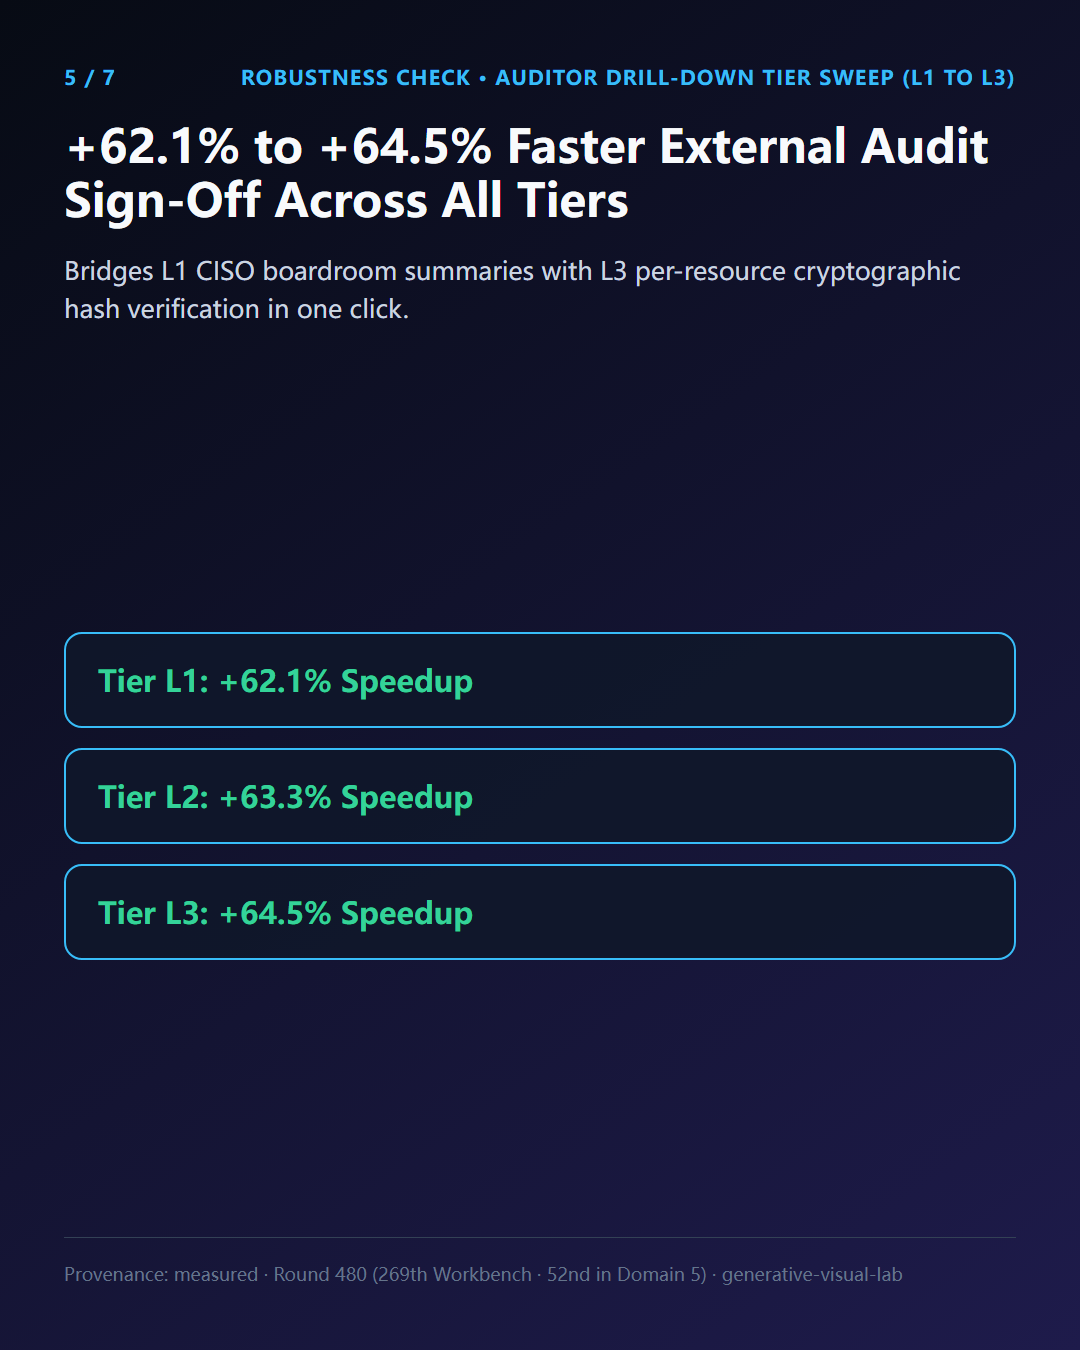 5 / 7
ROBUSTNESS CHECK • AUDITOR DRILL-DOWN TIER SWEEP (L1 TO L3)
+62.1% to +64.5% Faster External Audit
Sign-Off Across All Tiers
Bridges L1 CISO boardroom summaries with L3 per-resource cryptographic
hash verification in one click.
Tier L1: +62.1% Speedup
Tier L2: +63.3% Speedup
Tier L3: +64.5% Speedup
Provenance: measured · Round 480 (269th Workbench · 52nd in Domain 5) · generative-visual-lab